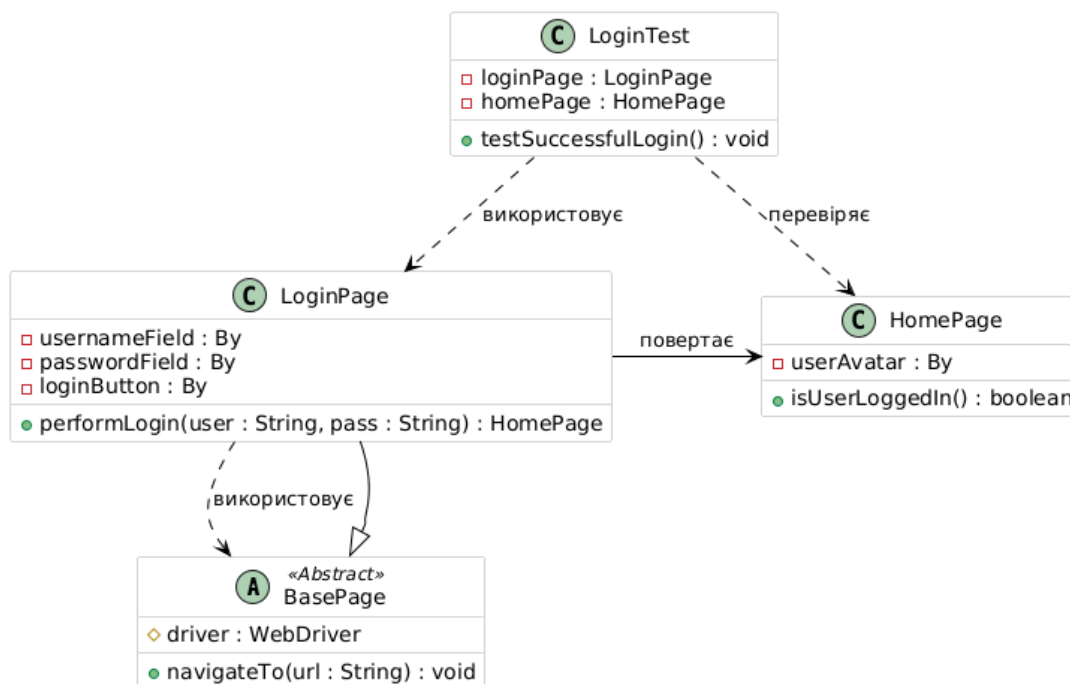 C LoginTest
loginPage : LoginPage
homePage : HomePage
testSuccessfulLogin() : void
використовує
перевіряє
C LoginPage
usernameField : By
passwordField : By
loginButton : By
performLogin(user : String, pass : String) : HomePage
повертає
C HomePage
userAvatar : By
isUserLoggedIn() : boolean
використовує
A «Abstract»
BasePage
driver : WebDriver
navigateTo(url : String) : void